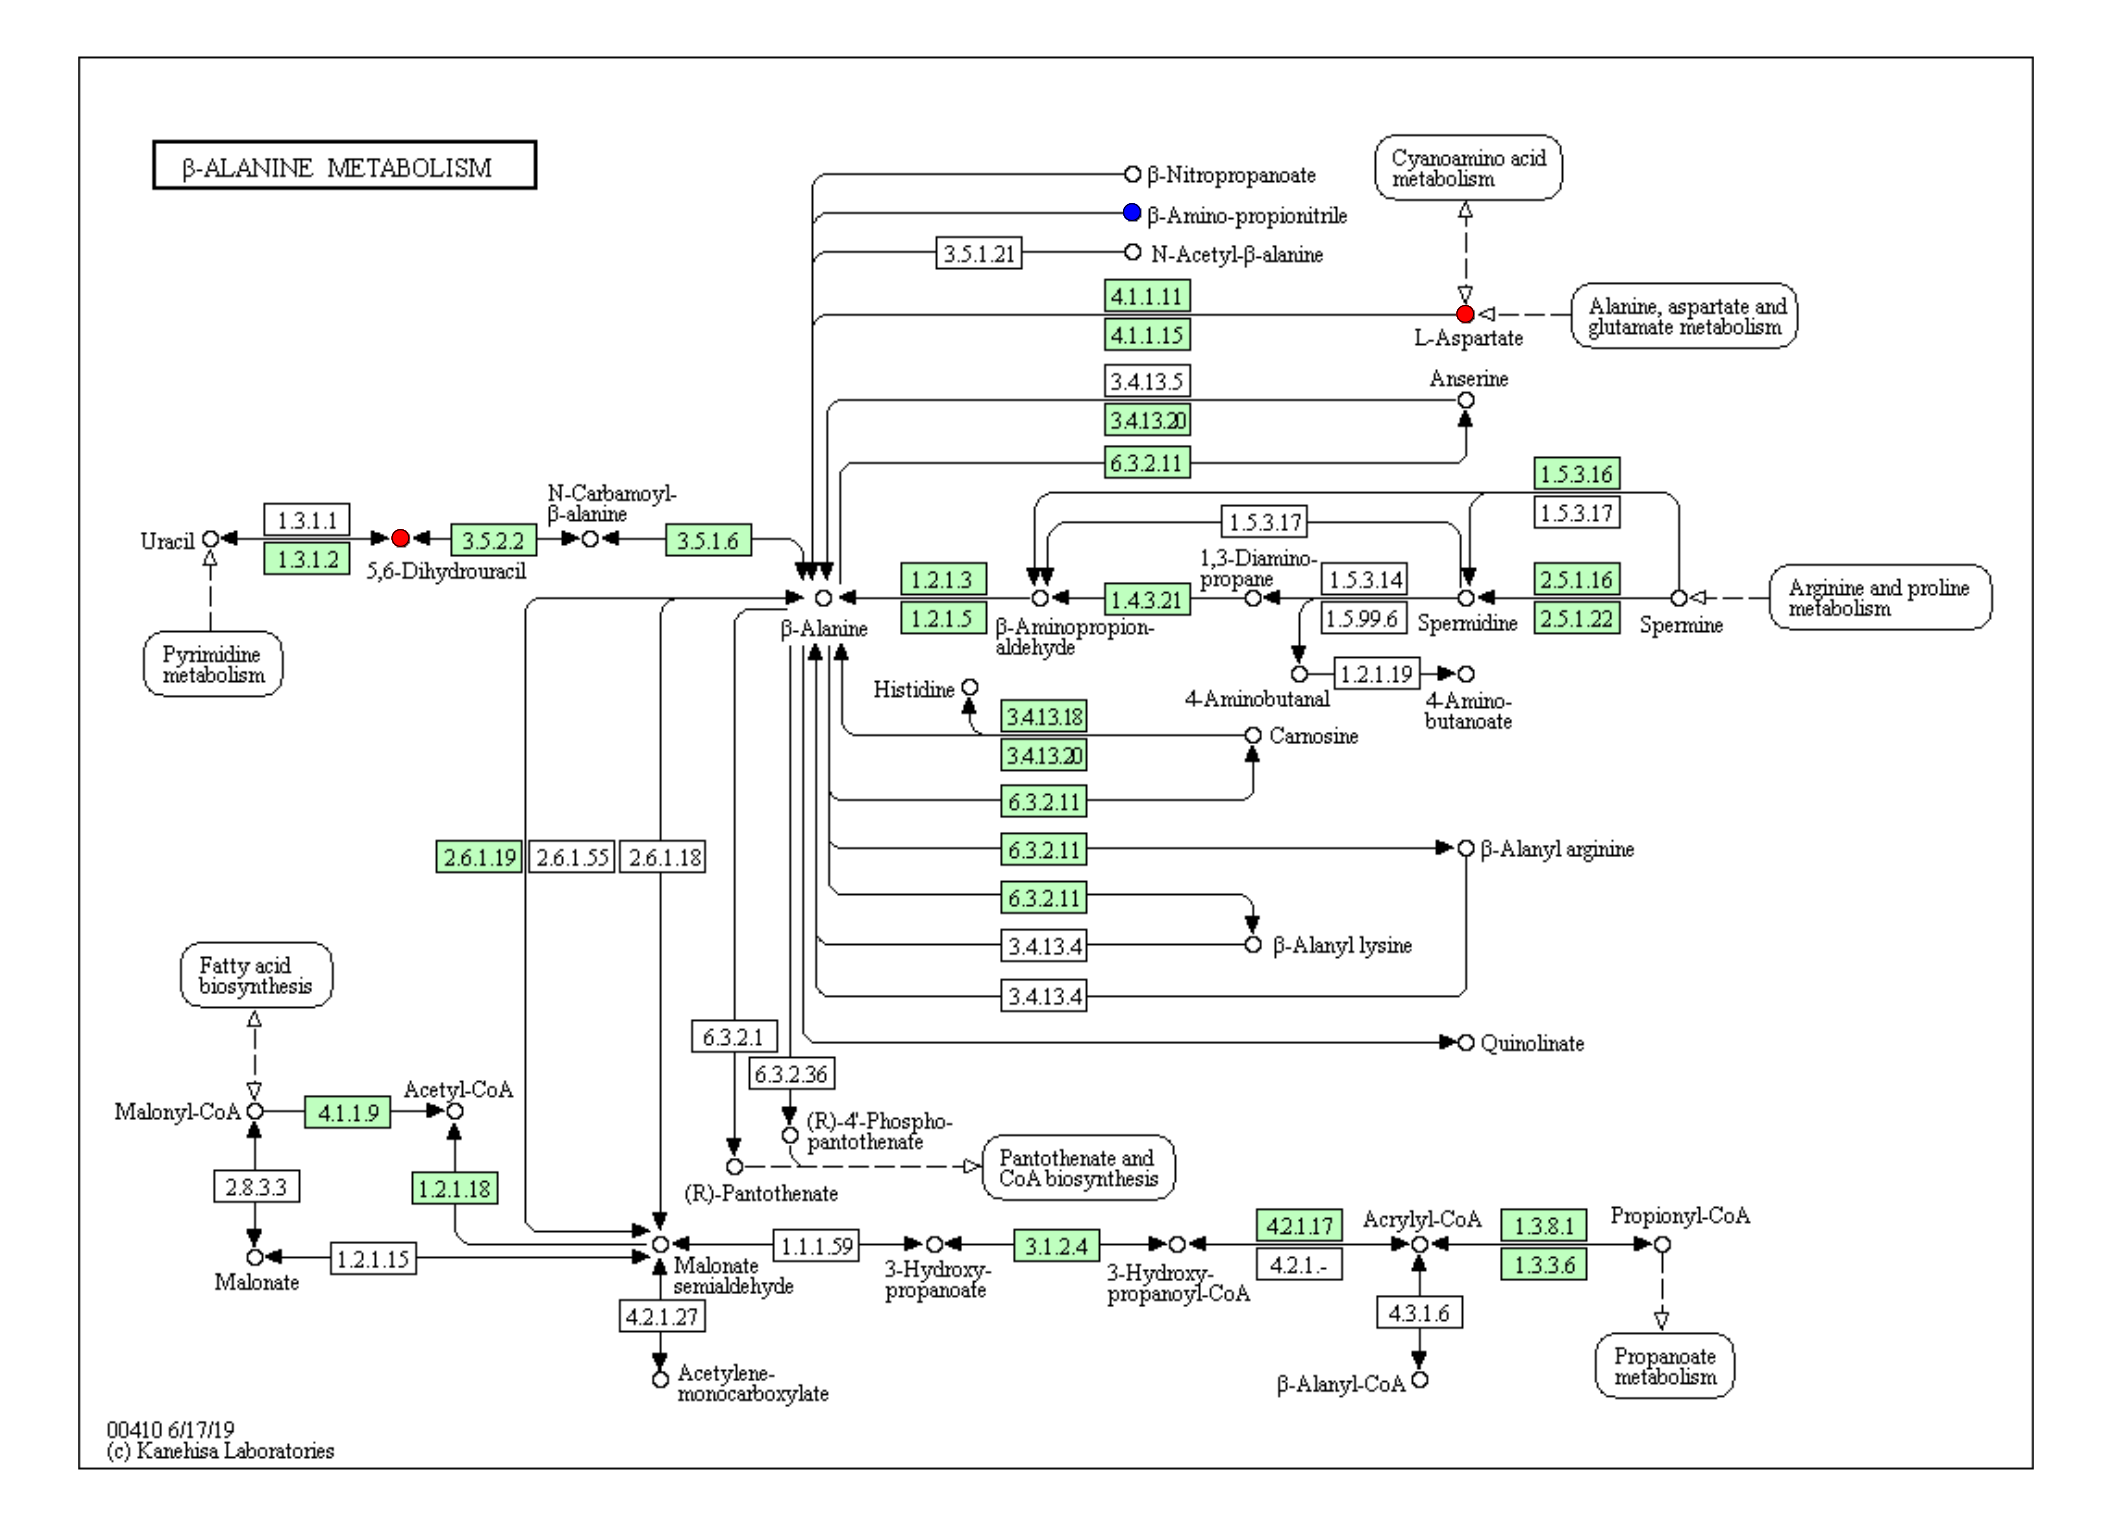 β-ALANINE METABOLISM
β-Nitropropanoate
β-Amino-propionitrile
3.5.1.21
N-Acetyl-β-alanine
Cyanoamino acid
metabolism
4.1.1.11
4.1.1.15
L-Aspartate
Alanine, aspartate and
glutamate metabolism
3.4.13.5
Anserine
3.4.13.20
6.3.2.11
1.5.3.16
1.5.3.17
N-Carbamoyl-
β-alanine
1.3.1.1
Uracil
1.3.1.2
3.5.2.2
3.5.1.6
5,6-Dihydrouracil
1.5.3.17
1,3-Diamino-
propane
1.2.1.3
1.2.1.5
1.4.3.21
1.5.3.14
1.5.99.6
2.5.1.16
2.5.1.22
β-Alanine
β-Aminopropion-
aldehyde
Spermidine
Spermine
Arginine and proline
metabolism
Pyrimidine
metabolism
4-Aminobutanal
1.2.1.19
4-Amino-
butanoate
Histidine
3.4.13.18
3.4.13.20
Carnosine
6.3.2.11
6.3.2.11
β-Alanyl arginine
2.6.1.19
2.6.1.55
2.6.1.18
6.3.2.11
3.4.13.4
β-Alanyl lysine
3.4.13.4
Fatty acid
biosynthesis
6.3.2.1
Quinolinate
6.3.2.36
Malonyl-CoA
4.1.1.9
Acetyl-CoA
(R)-4'-Phospho-
pantothenate
Pantothenate and
CoA biosynthesis
(R)-Pantothenate
2.8.3.3
1.2.1.18
Malonate
1.2.1.15
Malonate
semialdehyde
1.1.1.59
3-Hydroxy-
propanoate
3.1.2.4
3-Hydroxy-
propanoyl-CoA
4.2.1.17
4.2.1.-
Acrylyl-CoA
1.3.8.1
1.3.3.6
Propionyl-CoA
4.2.1.27
4.3.1.6
Acetylene-
monocarboxylate
β-Alanyl-CoA
Propanoate
metabolism
00410 6/17/19
(c) Kanehisa Laboratories